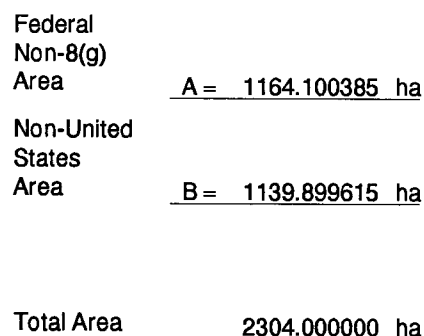 Federal
Non-8(g)
Area A = 1164.100385 ha
Non-United
States
Area B = 1139.899615 ha
Total Area 2304.000000 ha